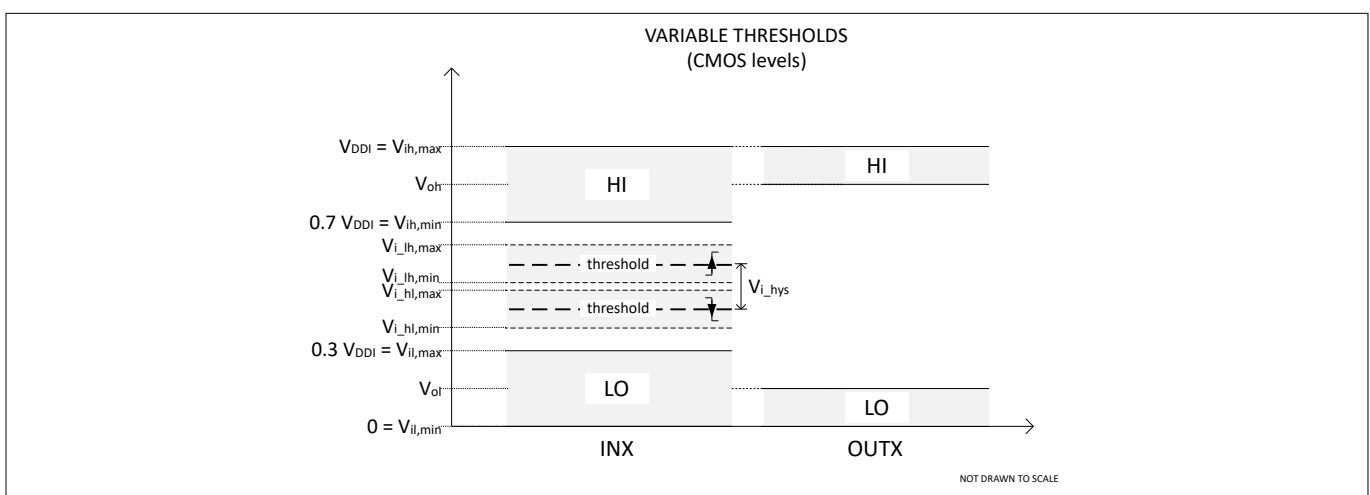 VARIABLE THRESHOLDS
(CMOS levels)
VDDI = Vih,max
Voh
0.7 VDDI = Vih,min
Vi_lh,max
Vi_lh,min
Vi_hl,max
Vi_hl,min
0.3 VDDI = Vil,max
Vol
0 = Vil,min
HI
threshold
threshold
Vi_hys
LO
HI
LO
INX
OUTX
NOT DRAWN TO SCALE